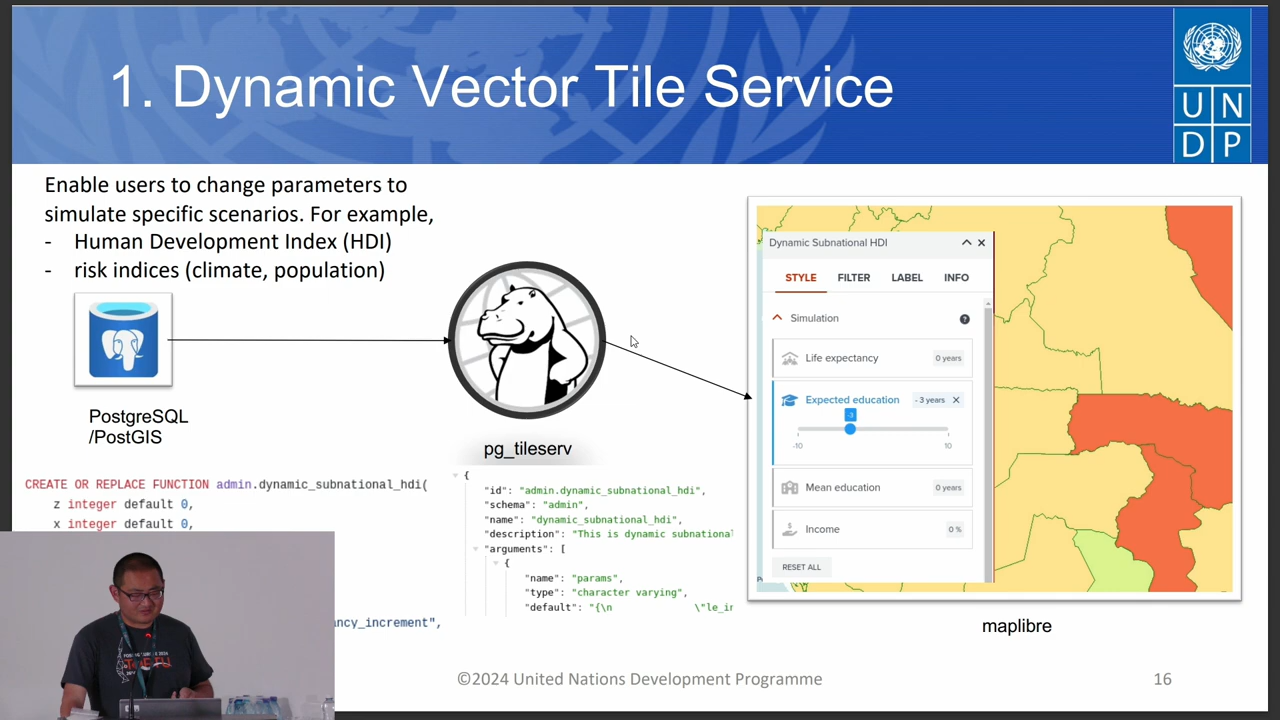 1. Dynamic Vector Tile Service
UN
DP
Enable users to change parameters to
simulate specific scenarios. For example,
- Human Development Index (HDI)
- risk indices (climate, population)
PostgreSQL
/PostGIS
pg_tileserv
CREATE OR REPLACE FUNCTION admin.dynamic_subnational_hdi(
z integer default 0,
x integer default 0,
ancy_increment",
{
"id": "admin.dynamic_subnational_hdi",
"schema": "admin",
"name": "dynamic_subnational_hdi",
"description": "This is dynamic subnational
"arguments": [
{
"name": "params",
"type": "character varying",
"default": "{\n \"le_in
Dynamic Subnational HDI
STYLE FILTER LABEL INFO
Simulation ?
Life expectancy 0 years
Expected education - 3 years
-3
-10 10
Mean education 0 years
Income 0 %
RESET ALL
maplibre
©2024 United Nations Development Programme
16